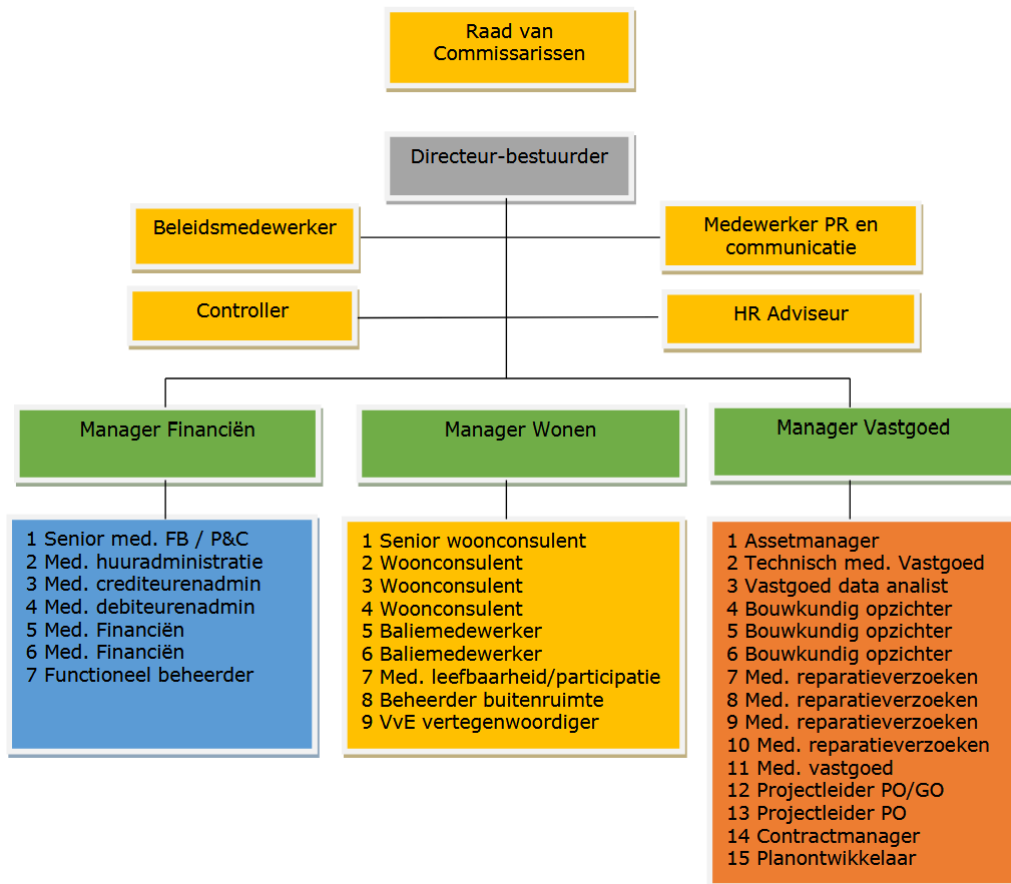 Raad van
Commissarissen
Directeur-bestuurder
Beleidsmedewerker
Medewerker PR en
communicatie
Controller
HR Adviseur
Manager Financiën
Manager Wonen
Manager Vastgoed
1 Senior med. FB / P&C
2 Med. huuradministratie
3 Med. crediteurenadmin
4 Med. debiteurenadmin
5 Med. Financiën
6 Med. Financiën
7 Functioneel beheerder
1 Senior woonconsulent
2 Woonconsulent
3 Woonconsulent
4 Woonconsulent
5 Baliemedewerker
6 Baliemedewerker
7 Med. leefbaarheid/participatie
8 Beheerder buitenruimte
9 VvE vertegenwoordiger
1 Assetmanager
2 Technisch med. Vastgoed
3 Vastgoed data analist
4 Bouwkundig opzichter
5 Bouwkundig opzichter
6 Bouwkundig opzichter
7 Med. reparatieverzoeken
8 Med. reparatieverzoeken
9 Med. reparatieverzoeken
10 Med. reparatieverzoeken
11 Med. vastgoed
12 Projectleider PO/GO
13 Projectleider PO
14 Contractmanager
15 Planontwikkelaar